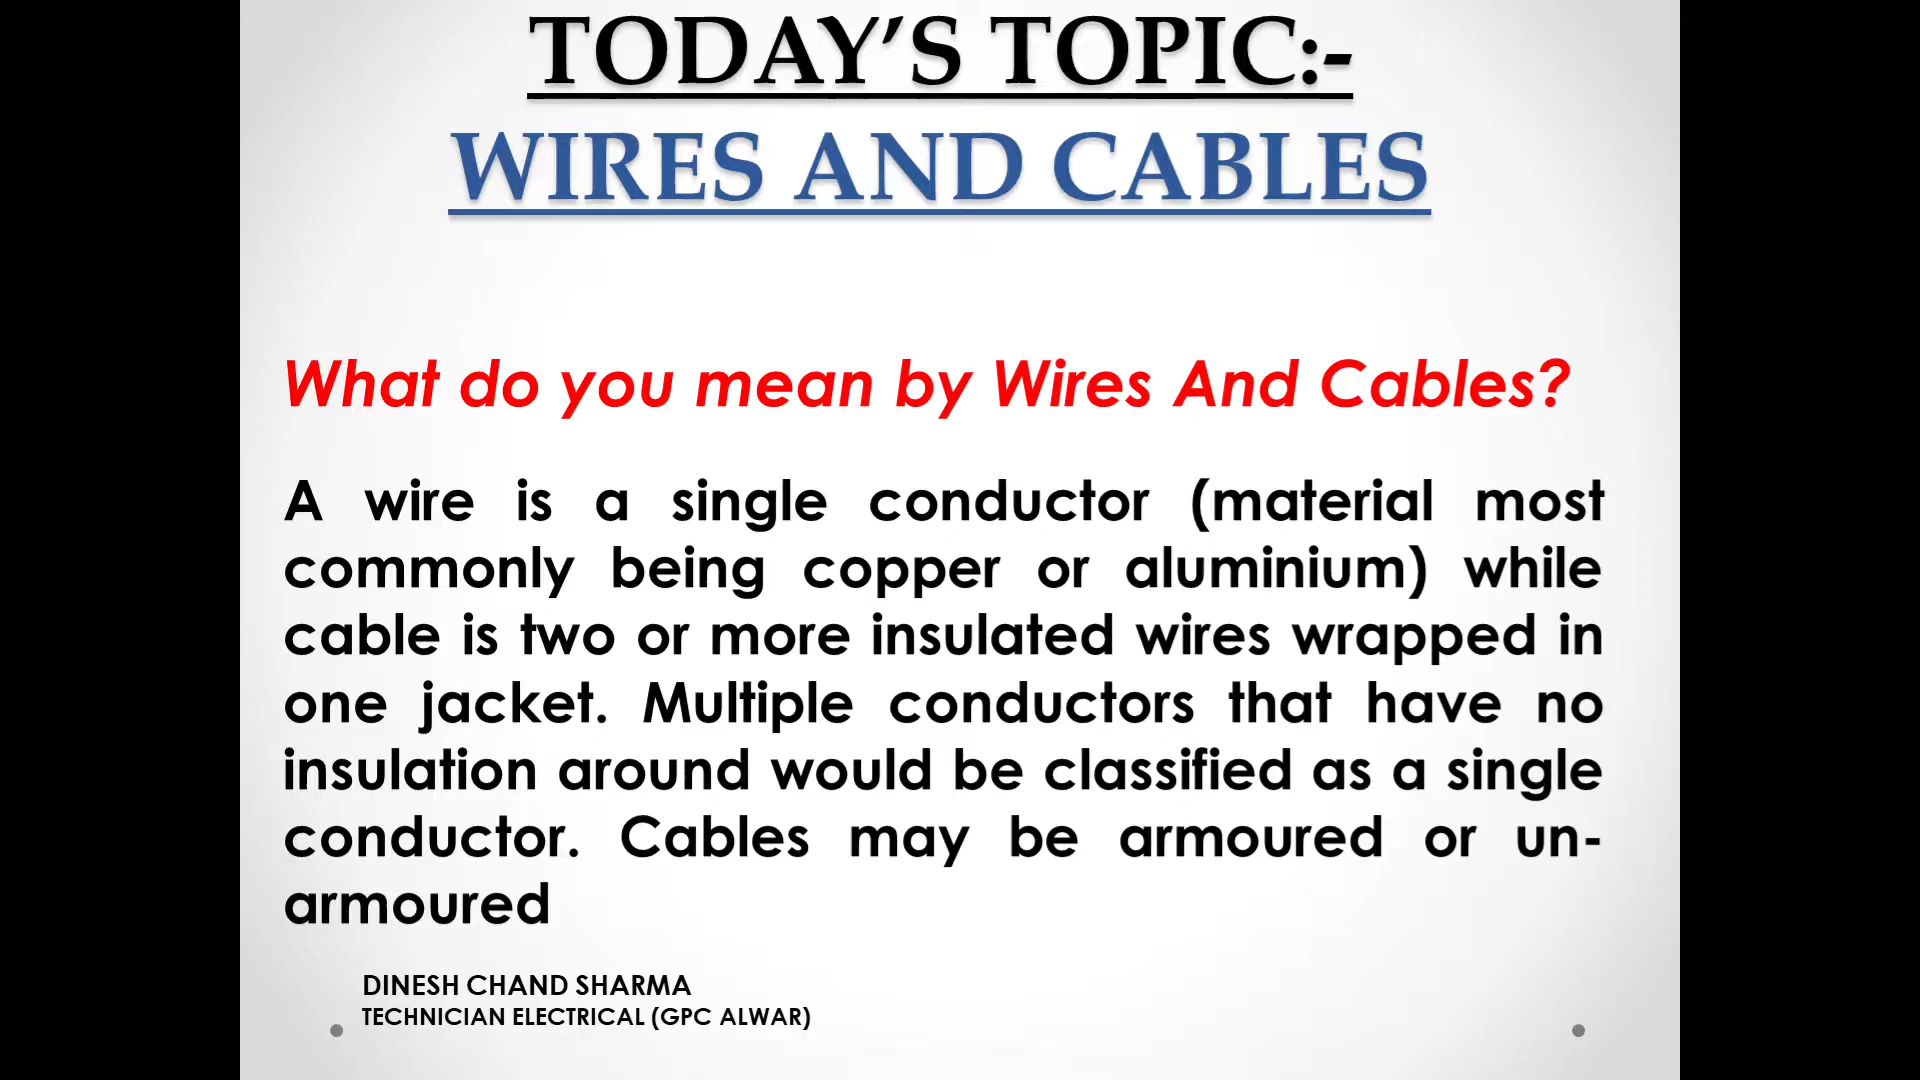 TODAY’S TOPIC:-
WIRES AND CABLES
What do you mean by Wires And Cables?
A wire is a single conductor (material most
commonly being copper or aluminium) while
cable is two or more insulated wires wrapped in
one jacket. Multiple conductors that have no
insulation around would be classified as a single
conductor. Cables may be armoured or un-
armoured
DINESH CHAND SHARMA
TECHNICIAN ELECTRICAL (GPC ALWAR)